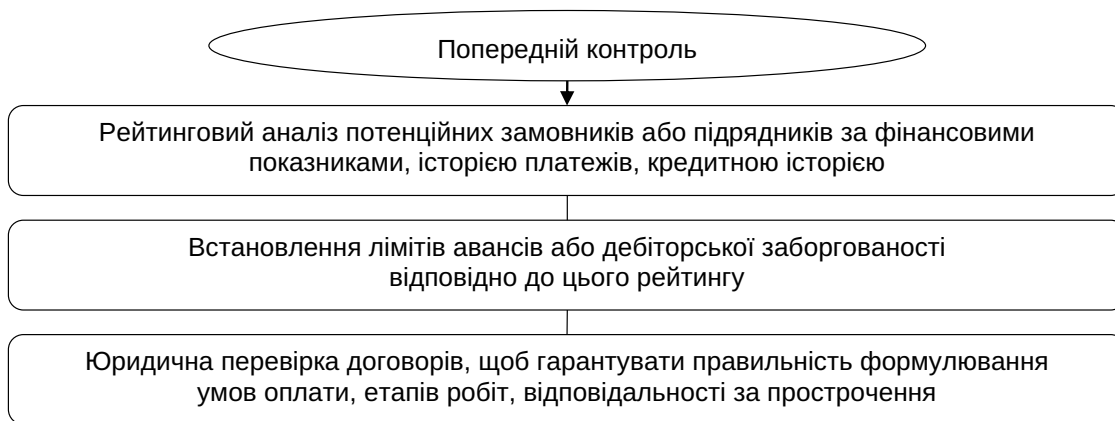 Попередній контроль
Рейтинговий аналіз потенційних замовників або підрядників за фінансовими
показниками, історією платежів, кредитною історією
Встановлення лімітів авансів або дебіторської заборгованості
відповідно до цього рейтингу
Юридична перевірка договорів, щоб гарантувати правильність формулювання
умов оплати, етапів робіт, відповідальності за прострочення